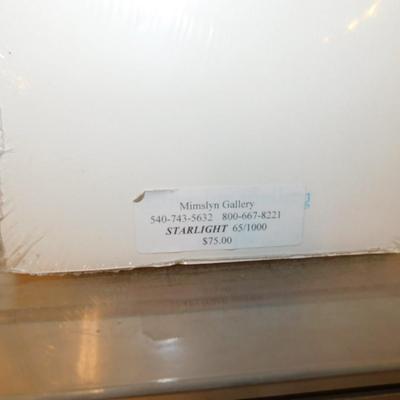 Mimslyn Gallery
540-743-5632 800-667-8221
STARLIGHT 65/1000
$75.00